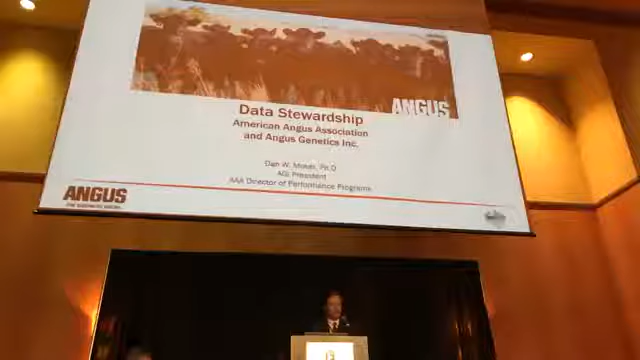 ANGUS
Data Stewardship
American Angus Association
and Angus Genetics Inc.
Dan W. Moser, Ph.D.
AGI President
AAA Director of Performance Programs
ANGUS